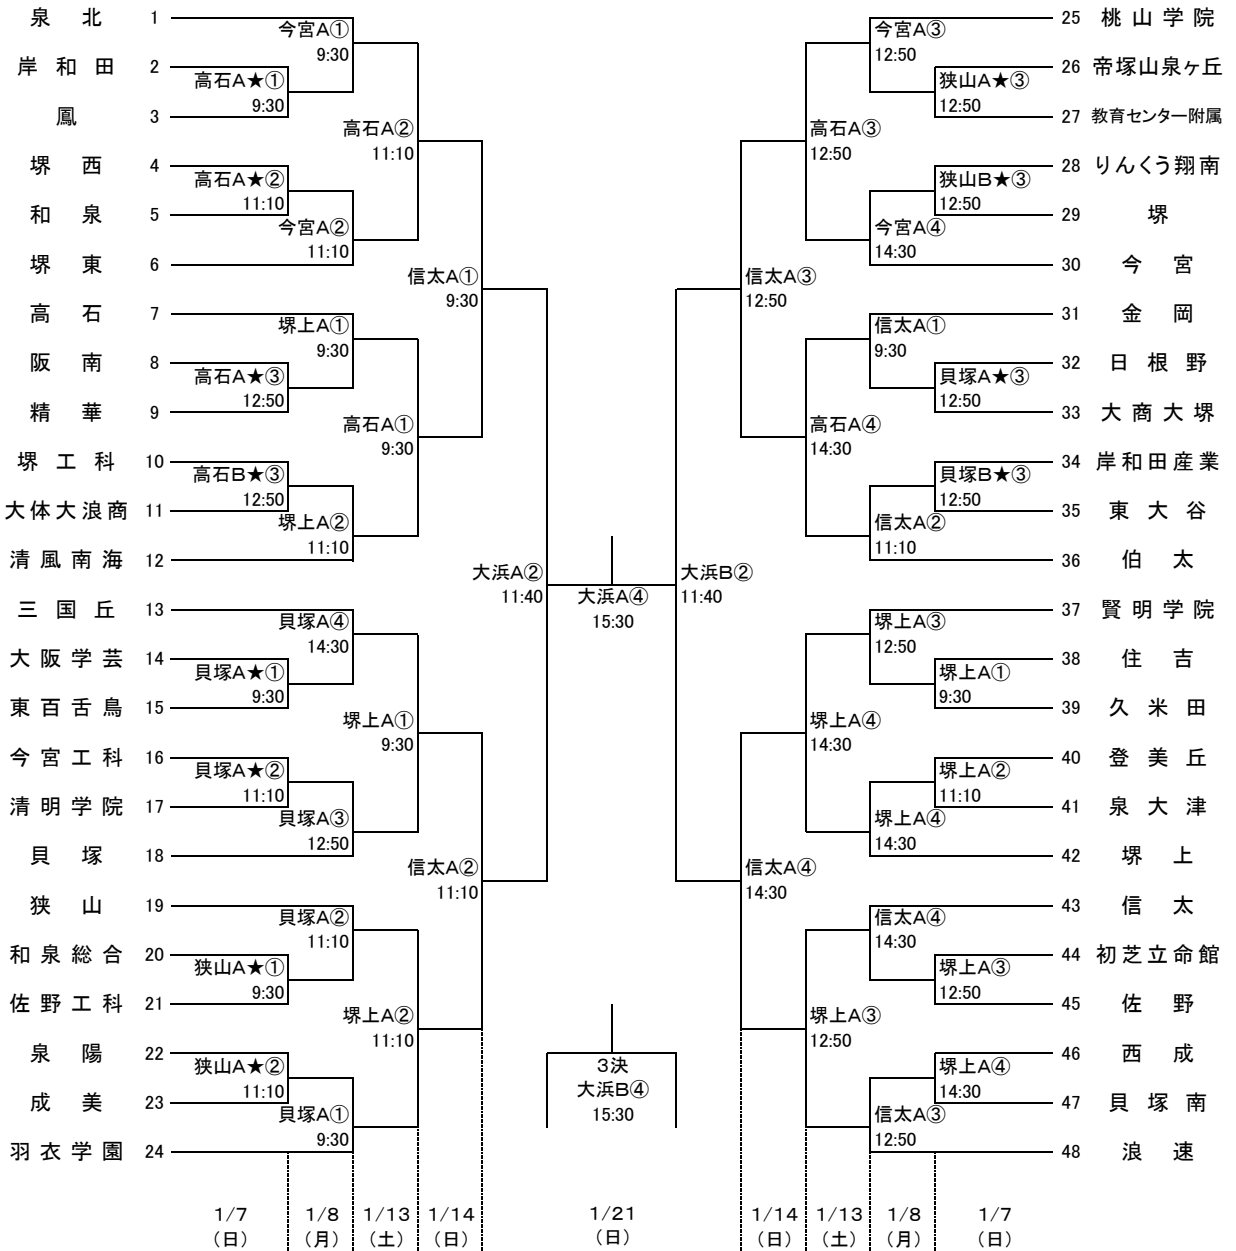 泉北 1
岸和田 2
鳳 3
堺西 4
和泉 5
堺東 6
高石 7
阪南 8
精華 9
堺工科 10
大体大浪商 11
清風南海 12
三国丘 13
大阪学芸 14
東百舌鳥 15
今宮工科 16
清明学院 17
貝塚 18
狭山 19
和泉総合 20
佐野工科 21
泉陽 22
成美 23
羽衣学園 24
高石A★①
9:30
高石A★②
11:10
高石A★③
12:50
高石B★③
12:50
貝塚A★①
9:30
貝塚A★②
11:10
狭山A★①
9:30
狭山A★②
11:10
今宮A①
9:30
今宮A②
11:10
堺上A①
9:30
堺上A②
11:10
貝塚A④
14:30
貝塚A③
12:50
貝塚A②
11:10
貝塚A①
9:30
高石A②
11:10
高石A①
9:30
堺上A①
9:30
堺上A②
11:10
信太A①
9:30
信太A②
11:10
大浜A②
11:40
大浜A④
15:30
大浜B②
11:40
3決
大浜B④
15:30
信太A③
12:50
信太A④
14:30
高石A③
12:50
高石A④
14:30
堺上A④
14:30
堺上A③
12:50
今宮A③
12:50
今宮A④
14:30
信太A①
9:30
信太A②
11:10
堺上A③
12:50
堺上A④
14:30
信太A④
14:30
信太A③
12:50
狭山A★③
12:50
狭山B★③
12:50
貝塚A★③
12:50
貝塚B★③
12:50
堺上A①
9:30
堺上A②
11:10
堺上A③
12:50
堺上A④
14:30
25 桃山学院
26 帝塚山泉ヶ丘
27 教育センター附属
28 りんくう翔南
29 堺
30 今宮
31 金岡
32 日根野
33 大商大堺
34 岸和田産業
35 東大谷
36 伯太
37 賢明学院
38 住吉
39 久米田
40 登美丘
41 泉大津
42 堺上
43 信太
44 初芝立命館
45 佐野
46 西成
47 貝塚南
48 浪速
1/7 1/8 1/13 1/14 1/21 1/14 1/13 1/8 1/7
(日) (月) (土) (日) (日) (日) (土) (月) (日)